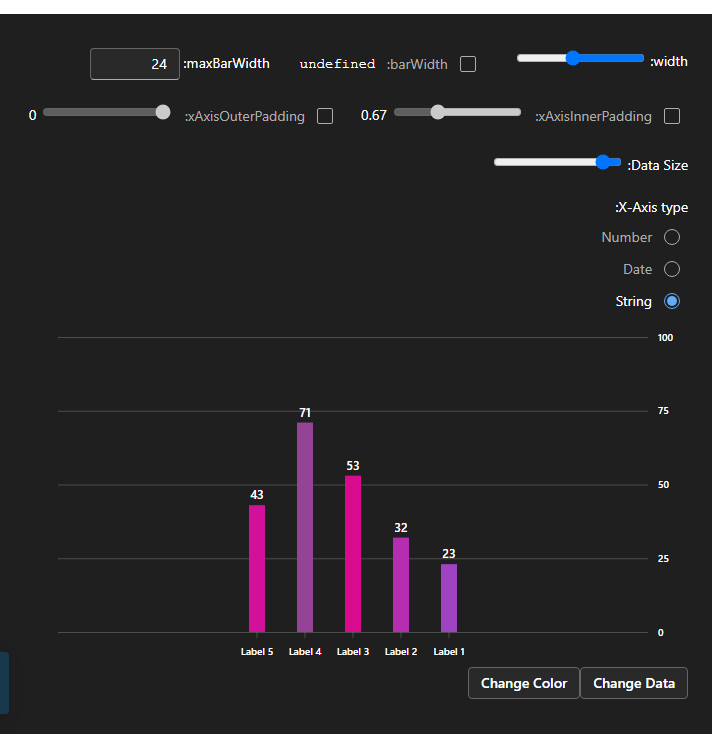 :width
:barWidth undefined
:maxBarWidth 24
:xAxisInnerPadding 0.67
:xAxisOuterPadding 0
:Data Size
:X-Axis type
Number
Date
String
100
75
50
25
0
71
53
43
32
23
Label 5 Label 4 Label 3 Label 2 Label 1
Change Color Change Data